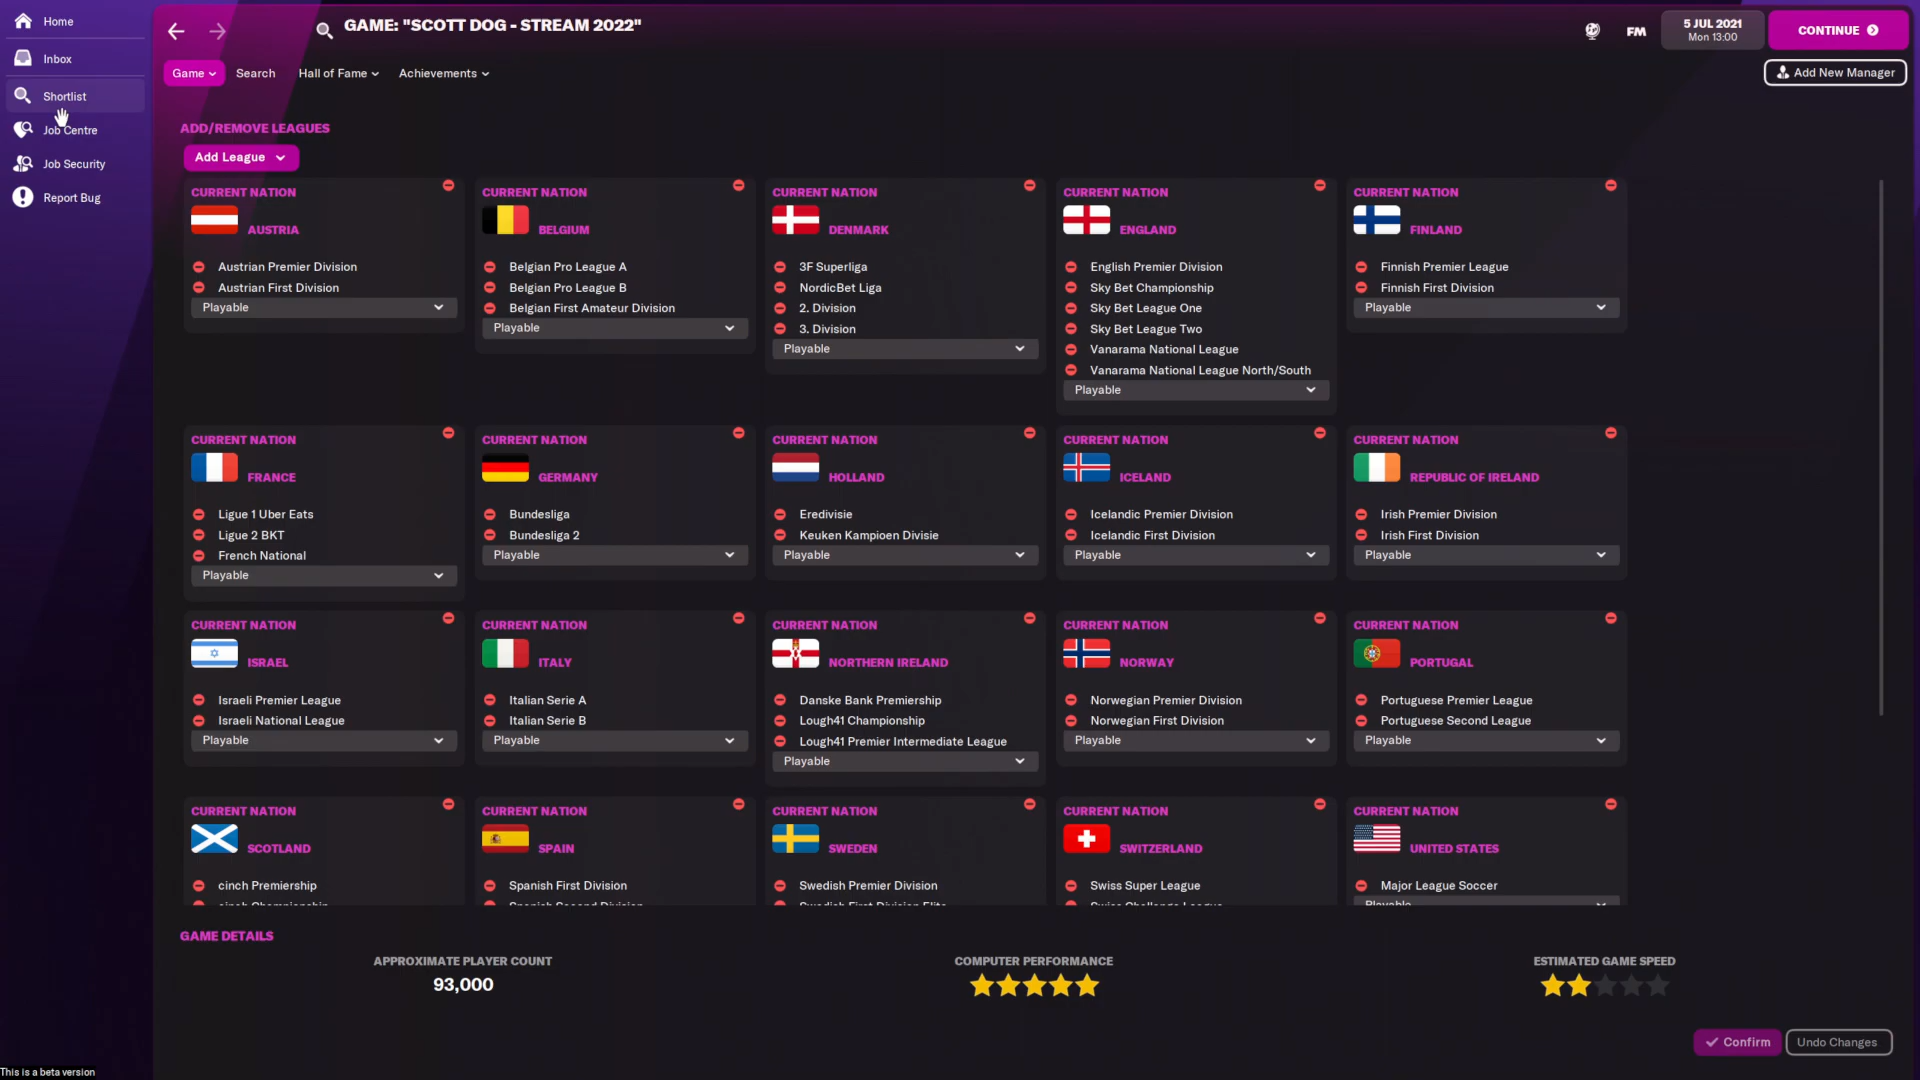 Home
Inbox
Shortlist
Job Centre
Job Security
Report Bug
GAME: "SCOTT DOG - STREAM 2022"
FM
5 JUL 2021
Mon 13:00
CONTINUE
Game
Search
Hall of Fame
Achievements
Add New Manager
ADD/REMOVE LEAGUES
Add League
CURRENT NATION
AUSTRIA
Austrian Premier Division
Austrian First Division
Playable
CURRENT NATION
BELGIUM
Belgian Pro League A
Belgian Pro League B
Belgian First Amateur Division
Playable
CURRENT NATION
DENMARK
3F Superliga
NordicBet Liga
2. Division
3. Division
Playable
CURRENT NATION
ENGLAND
English Premier Division
Sky Bet Championship
Sky Bet League One
Sky Bet League Two
Vanarama National League
Vanarama National League North/South
Playable
CURRENT NATION
FINLAND
Finnish Premier League
Finnish First Division
Playable
CURRENT NATION
FRANCE
Ligue 1 Uber Eats
Ligue 2 BKT
French National
Playable
CURRENT NATION
GERMANY
Bundesliga
Bundesliga 2
Playable
CURRENT NATION
HOLLAND
Eredivisie
Keuken Kampioen Divisie
Playable
CURRENT NATION
ICELAND
Icelandic Premier Division
Icelandic First Division
Playable
CURRENT NATION
REPUBLIC OF IRELAND
Irish Premier Division
Irish First Division
Playable
CURRENT NATION
ISRAEL
Israeli Premier League
Israeli National League
Playable
CURRENT NATION
ITALY
Italian Serie A
Italian Serie B
Playable
CURRENT NATION
NORTHERN IRELAND
Danske Bank Premiership
Lough41 Championship
Lough41 Premier Intermediate League
Playable
CURRENT NATION
NORWAY
Norwegian Premier Division
Norwegian First Division
Playable
CURRENT NATION
PORTUGAL
Portuguese Premier League
Portuguese Second League
Playable
CURRENT NATION
SCOTLAND
cinch Premiership
cinch Championship
CURRENT NATION
SPAIN
Spanish First Division
Spanish Second Division
CURRENT NATION
SWEDEN
Swedish Premier Division
Swedish First Division Elite
CURRENT NATION
SWITZERLAND
Swiss Super League
Swiss Challenge League
CURRENT NATION
UNITED STATES
Major League Soccer
Playable
GAME DETAILS
APPROXIMATE PLAYER COUNT
93,000
COMPUTER PERFORMANCE
ESTIMATED GAME SPEED
Confirm
Undo Changes
This is a beta version